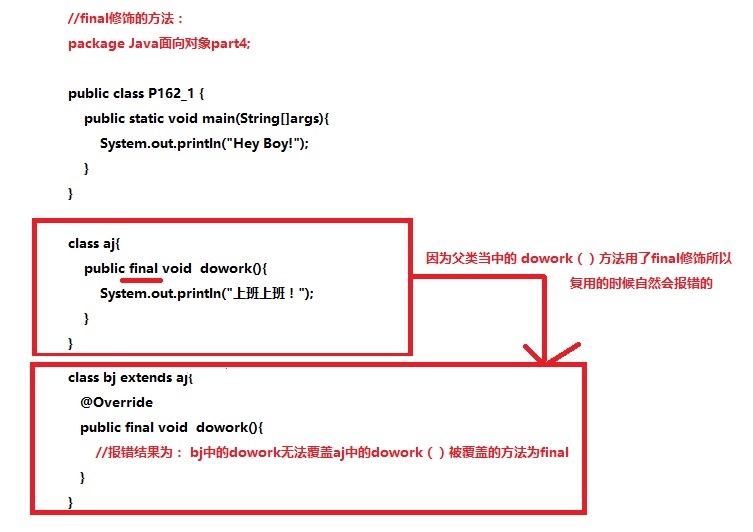 //final修饰的方法：
package Java面向对象part4;
public class P162_1 {
public static void main(String[]args){
System.out.println("Hey Boy!");
}
}
class aj{
public final void  dowork(){
System.out.println("上班上班！");
}
}
因为父类当中的 dowork（）方法用了final修饰所以
复用的时候自然会报错的
class bj extends aj{
@Override
public final void  dowork(){
//报错结果为： bj中的dowork无法覆盖aj中的dowork（）被覆盖的方法为final
}
}